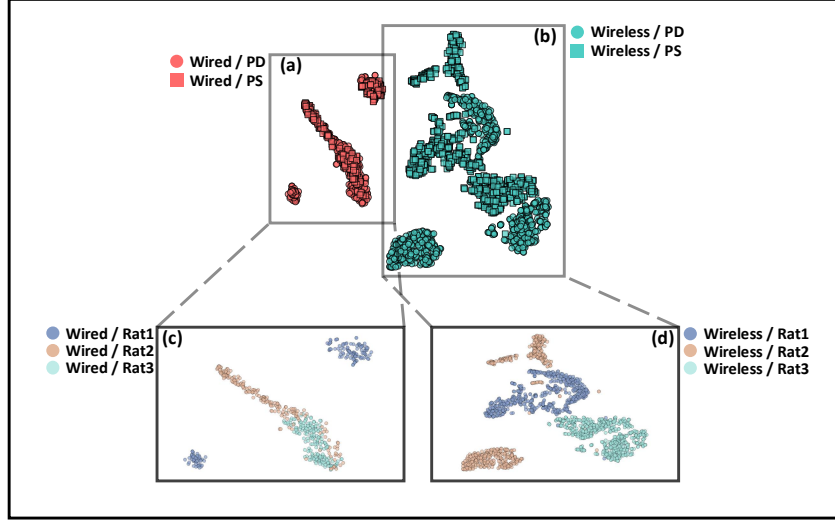 Wired / PD
Wired / PS
(a)
(b)
Wireless / PD
Wireless / PS
Wired / Rat1
Wired / Rat2
Wired / Rat3
(c)
(d)
Wireless / Rat1
Wireless / Rat2
Wireless / Rat3